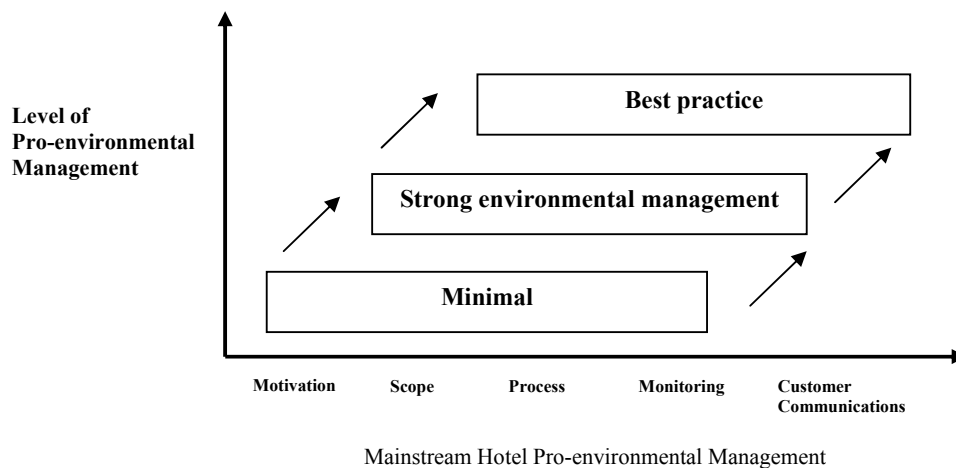 Best practice
Level of
Pro-environmental
Management
Strong environmental management
Minimal
Motivation
Scope
Process
Monitoring
Customer
Communications
Mainstream Hotel Pro-environmental Management